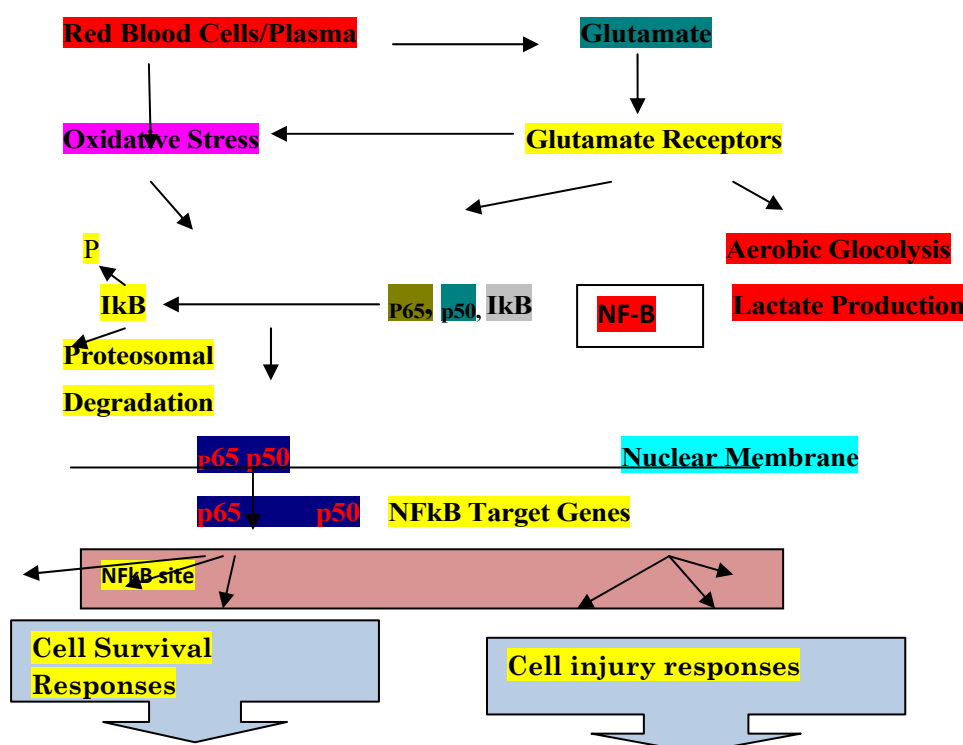 Red Blood Cells/Plasma
Glutamate
Oxidative Stress
Glutamate Receptors
P
Aerobic Glocolysis
IkB
P65, p50, IkB
NF-B
Lactate Production
Proteosomal
Degradation
p65 p50
Nuclear Membrane
p65 p50
NFkB Target Genes
NFkB site
Cell Survival
Responses
Cell injury responses